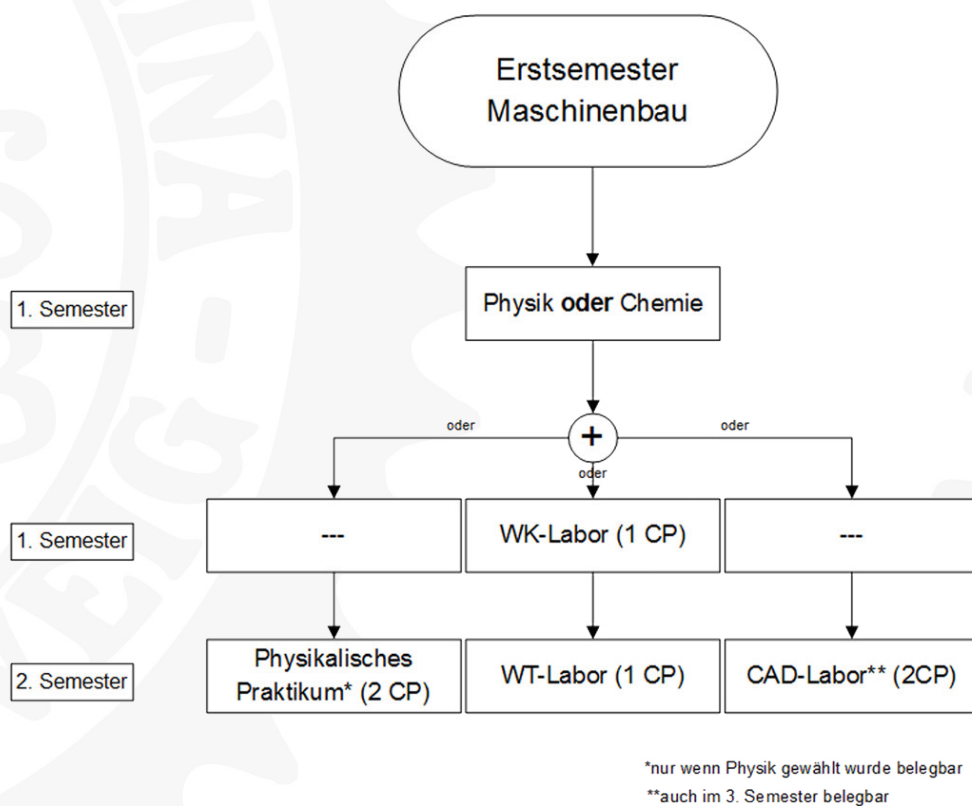 Erstsemester
Maschinenbau
1. Semester
Physik oder Chemie
oder
+
oder
oder
1. Semester
---
WK-Labor (1 CP)
---
2. Semester
Physikalisches
Praktikum* (2 CP)
WT-Labor (1 CP)
CAD-Labor** (2CP)
*nur wenn Physik gewählt wurde belegbar
**auch im 3. Semester belegbar